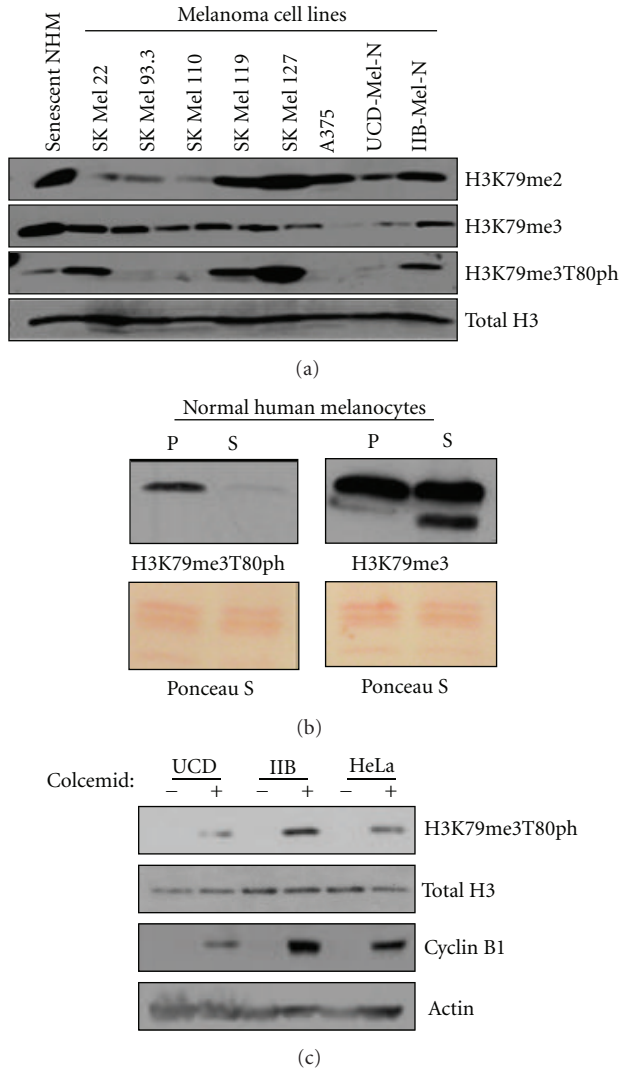 Melanoma cell lines
Senescent NHM
SK Mel 22
SK Mel 93.3
SK Mel 110
SK Mel 119
SK Mel 127
A375
UCD-Mel-N
IIB-Mel-N
H3K79me2
H3K79me3
H3K79me3T80ph
Total H3
(a)
Normal human melanocytes
P S P S
H3K79me3T80ph H3K79me3
Ponceau S Ponceau S
(b)
UCD IIB HeLa
Colcemid: − + − + − +
H3K79me3T80ph
Total H3
Cyclin B1
Actin
(c)